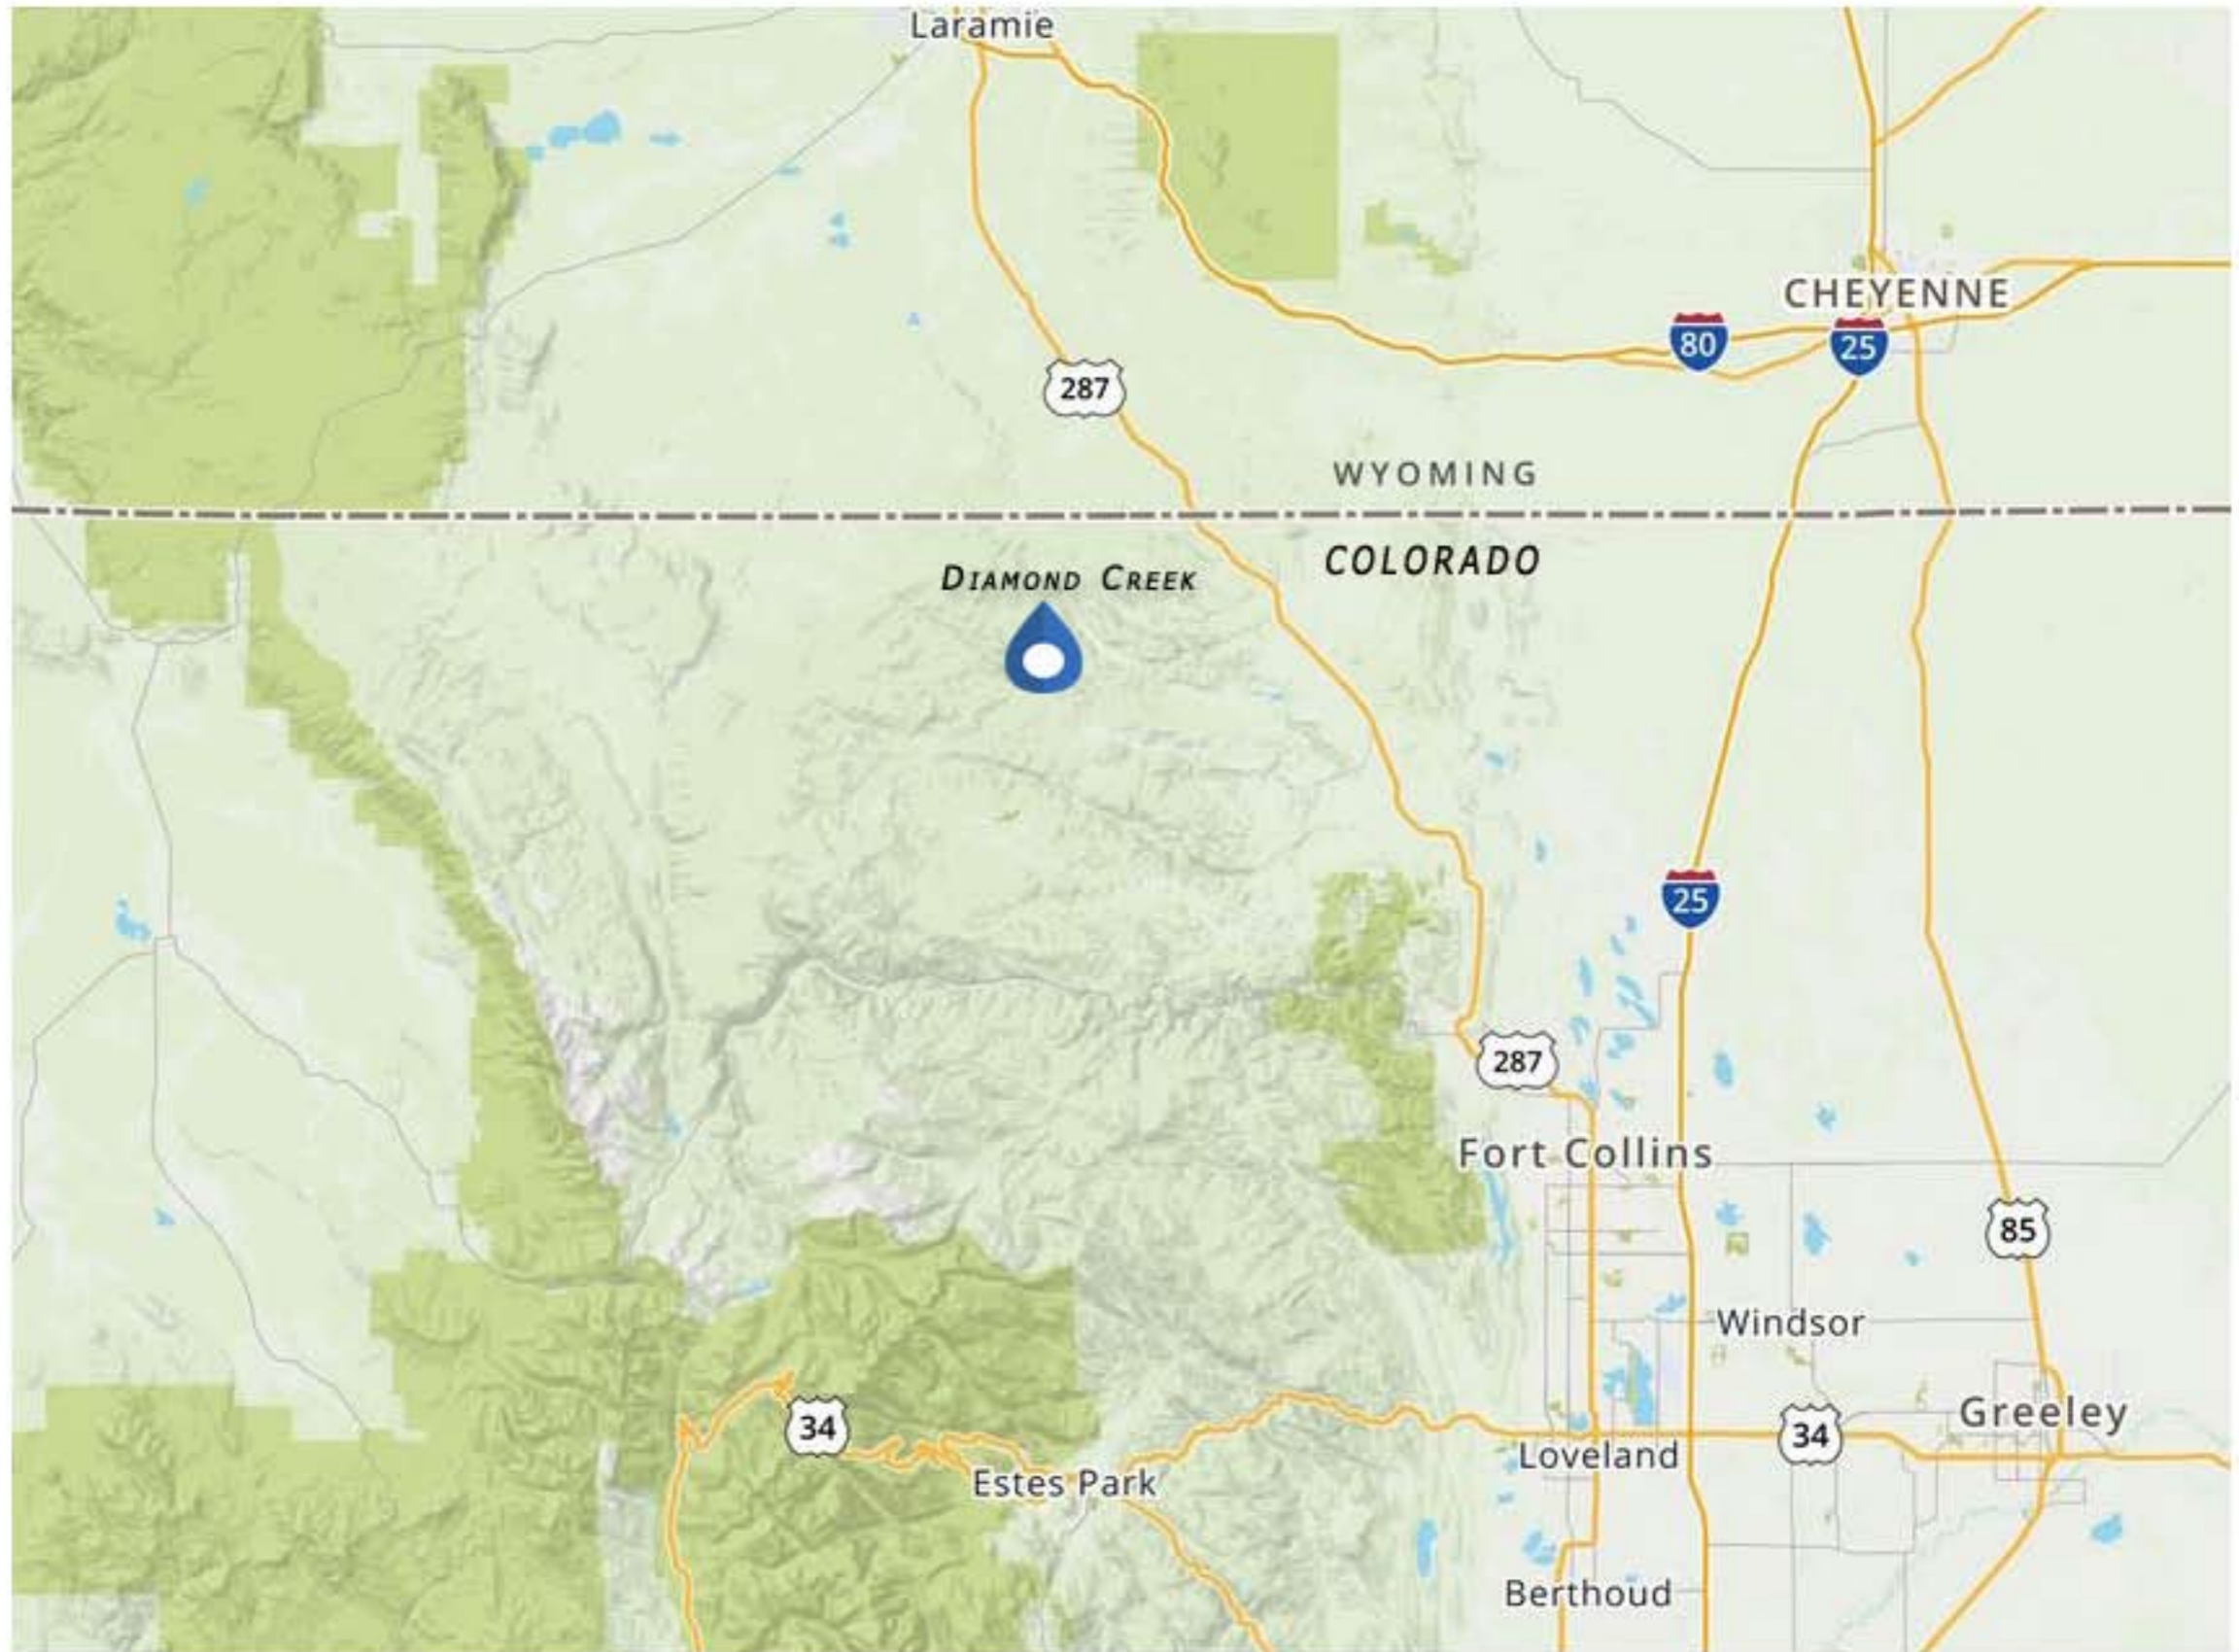 Laramie
CHEYENNE
80
25
287
WYOMING
COLORADO
DIAMOND CREEK
25
287
Fort Collins
85
Windsor
34
Greeley
34
Loveland
Estes Park
Berthoud